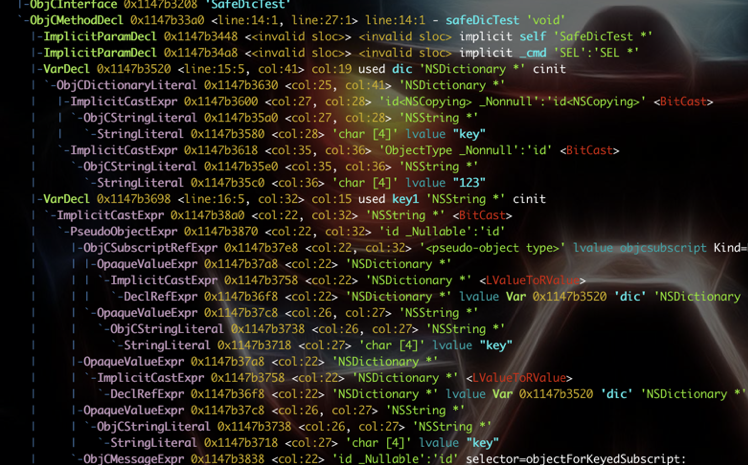 |-ObjCInterface 0x1147b3208 'SafeDicTest'
`-ObjCMethodDecl 0x1147b33a0 <line:14:1, line:27:1> line:14:1 - safeDicTest 'void'
|-ImplicitParamDecl 0x1147b3448 <<invalid sloc>> <invalid sloc> implicit self 'SafeDicTest *'
|-ImplicitParamDecl 0x1147b34a8 <<invalid sloc>> <invalid sloc> implicit _cmd 'SEL':'SEL *'
|-VarDecl 0x1147b3520 <line:15:5, col:41> col:19 used dic 'NSDictionary *' cinit
| `-ObjCDictionaryLiteral 0x1147b3630 <col:25, col:41> 'NSDictionary *'
| |-ImplicitCastExpr 0x1147b3600 <col:27, col:28> 'id<NSCopying> _Nonnull':'id<NSCopying>' <BitCast>
| | `-ObjCStringLiteral 0x1147b35a0 <col:27, col:28> 'NSString *'
| | `-StringLiteral 0x1147b3580 <col:28> 'char [4]' lvalue "key"
| `-ImplicitCastExpr 0x1147b3618 <col:35, col:36> 'ObjectType _Nonnull':'id' <BitCast>
| `-ObjCStringLiteral 0x1147b35e0 <col:35, col:36> 'NSString *'
| `-StringLiteral 0x1147b35c0 <col:36> 'char [4]' lvalue "123"
|-VarDecl 0x1147b3698 <line:16:5, col:32> col:15 used key1 'NSString *' cinit
| `-ImplicitCastExpr 0x1147b38a0 <col:22, col:32> 'NSString *' <BitCast>
| `-PseudoObjectExpr 0x1147b3870 <col:22, col:32> 'id _Nullable':'id'
| |-ObjCSubscriptRefExpr 0x1147b37e8 <col:22, col:32> '<pseudo-object type>' lvalue objcsubscript Kind=
| | |-OpaqueValueExpr 0x1147b37a8 <col:22> 'NSDictionary *'
| | | `-ImplicitCastExpr 0x1147b3758 <col:22> 'NSDictionary *' <LValueToRValue>
| | | `-DeclRefExpr 0x1147b36f8 <col:22> 'NSDictionary *' lvalue Var 0x1147b3520 'dic' 'NSDictionary
| | `-OpaqueValueExpr 0x1147b37c8 <col:26, col:27> 'NSString *'
| | `-ObjCStringLiteral 0x1147b3738 <col:26, col:27> 'NSString *'
| | `-StringLiteral 0x1147b3718 <col:27> 'char [4]' lvalue "key"
| |-OpaqueValueExpr 0x1147b37a8 <col:22> 'NSDictionary *'
| | `-ImplicitCastExpr 0x1147b3758 <col:22> 'NSDictionary *' <LValueToRValue>
| | `-DeclRefExpr 0x1147b36f8 <col:22> 'NSDictionary *' lvalue Var 0x1147b3520 'dic' 'NSDictionary *'
| |-OpaqueValueExpr 0x1147b37c8 <col:26, col:27> 'NSString *'
| | `-ObjCStringLiteral 0x1147b3738 <col:26, col:27> 'NSString *'
| | `-StringLiteral 0x1147b3718 <col:27> 'char [4]' lvalue "key"
| `-ObjCMessageExpr 0x1147b3838 <col:22> 'id _Nullable':'id' selector=objectForKeyedSubscript: